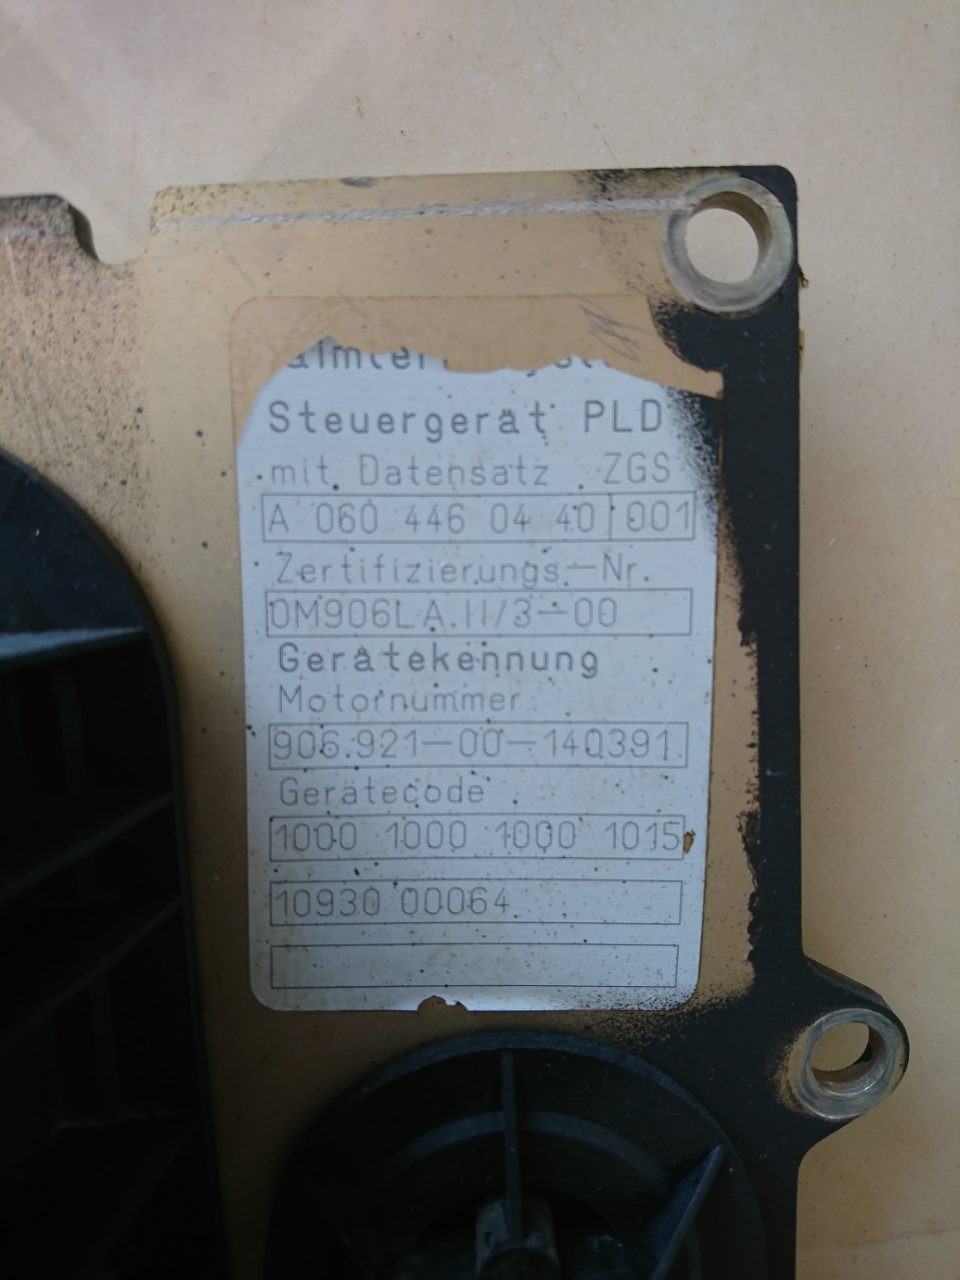 Steuergerät PLD
mit Datensatz ZGS
A 060 446 04 40 001
Zertifizierungs-Nr.
OM906LA.II/3-00
Gerätekennung
Motornummer
906.921-00-140391
Gerätecode
1000 1000 1000 1015
10930 00064
5